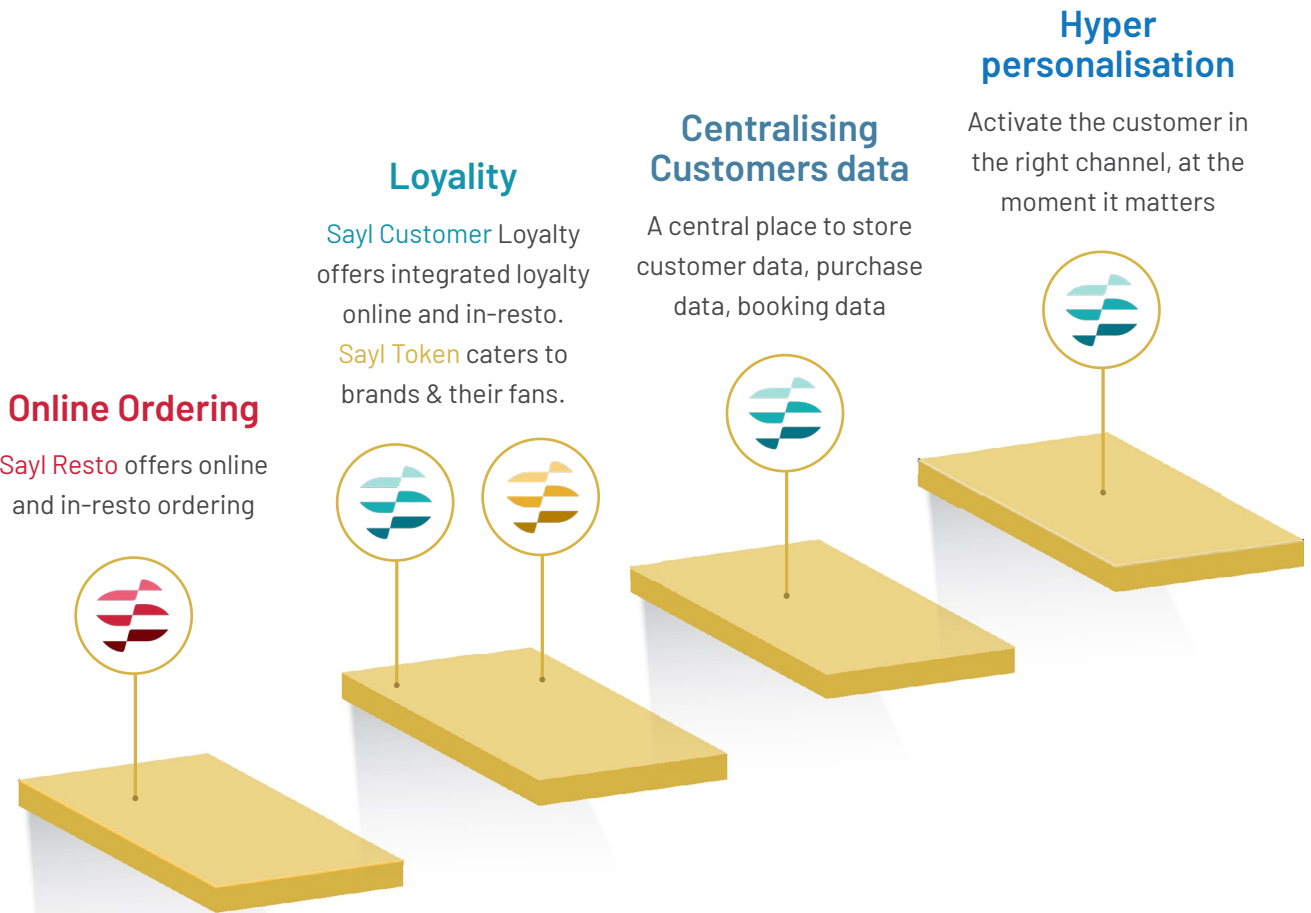 Online Ordering
Sayl Resto offers online
and in-resto ordering
Loyality
Sayl Customer Loyalty
offers integrated loyalty
online and in-resto.
Sayl Token caters to
brands & their fans.
Centralising
Customers data
A central place to store
customer data, purchase
data, booking data
Hyper
personalisation
Activate the customer in
the right channel, at the
moment it matters